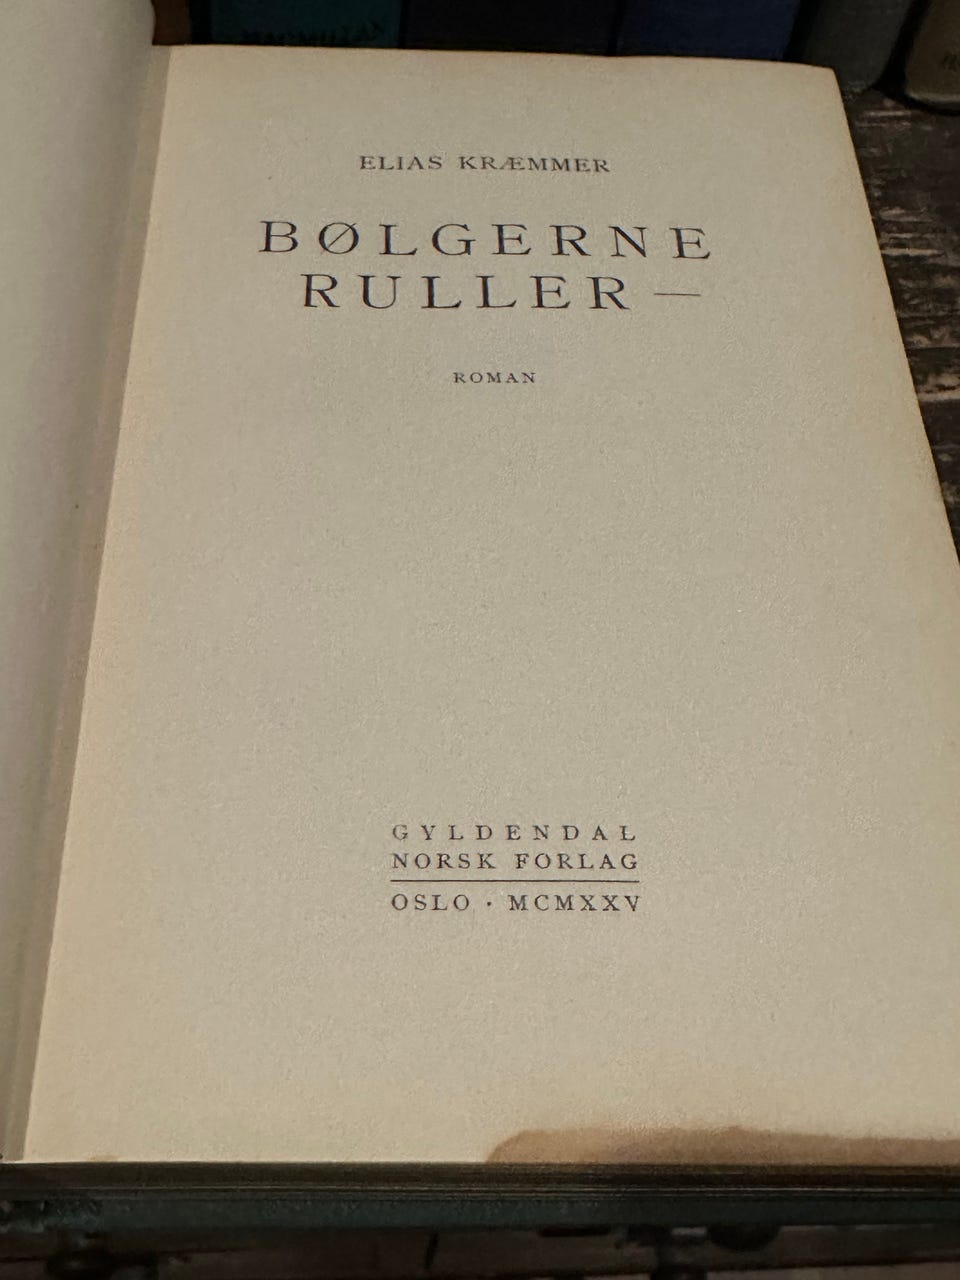 ELIAS KRÆMMER
BØLGERNE
RULLER —
ROMAN
GYLDENDAL
NORSK FORLAG
OSLO · MCMXXV